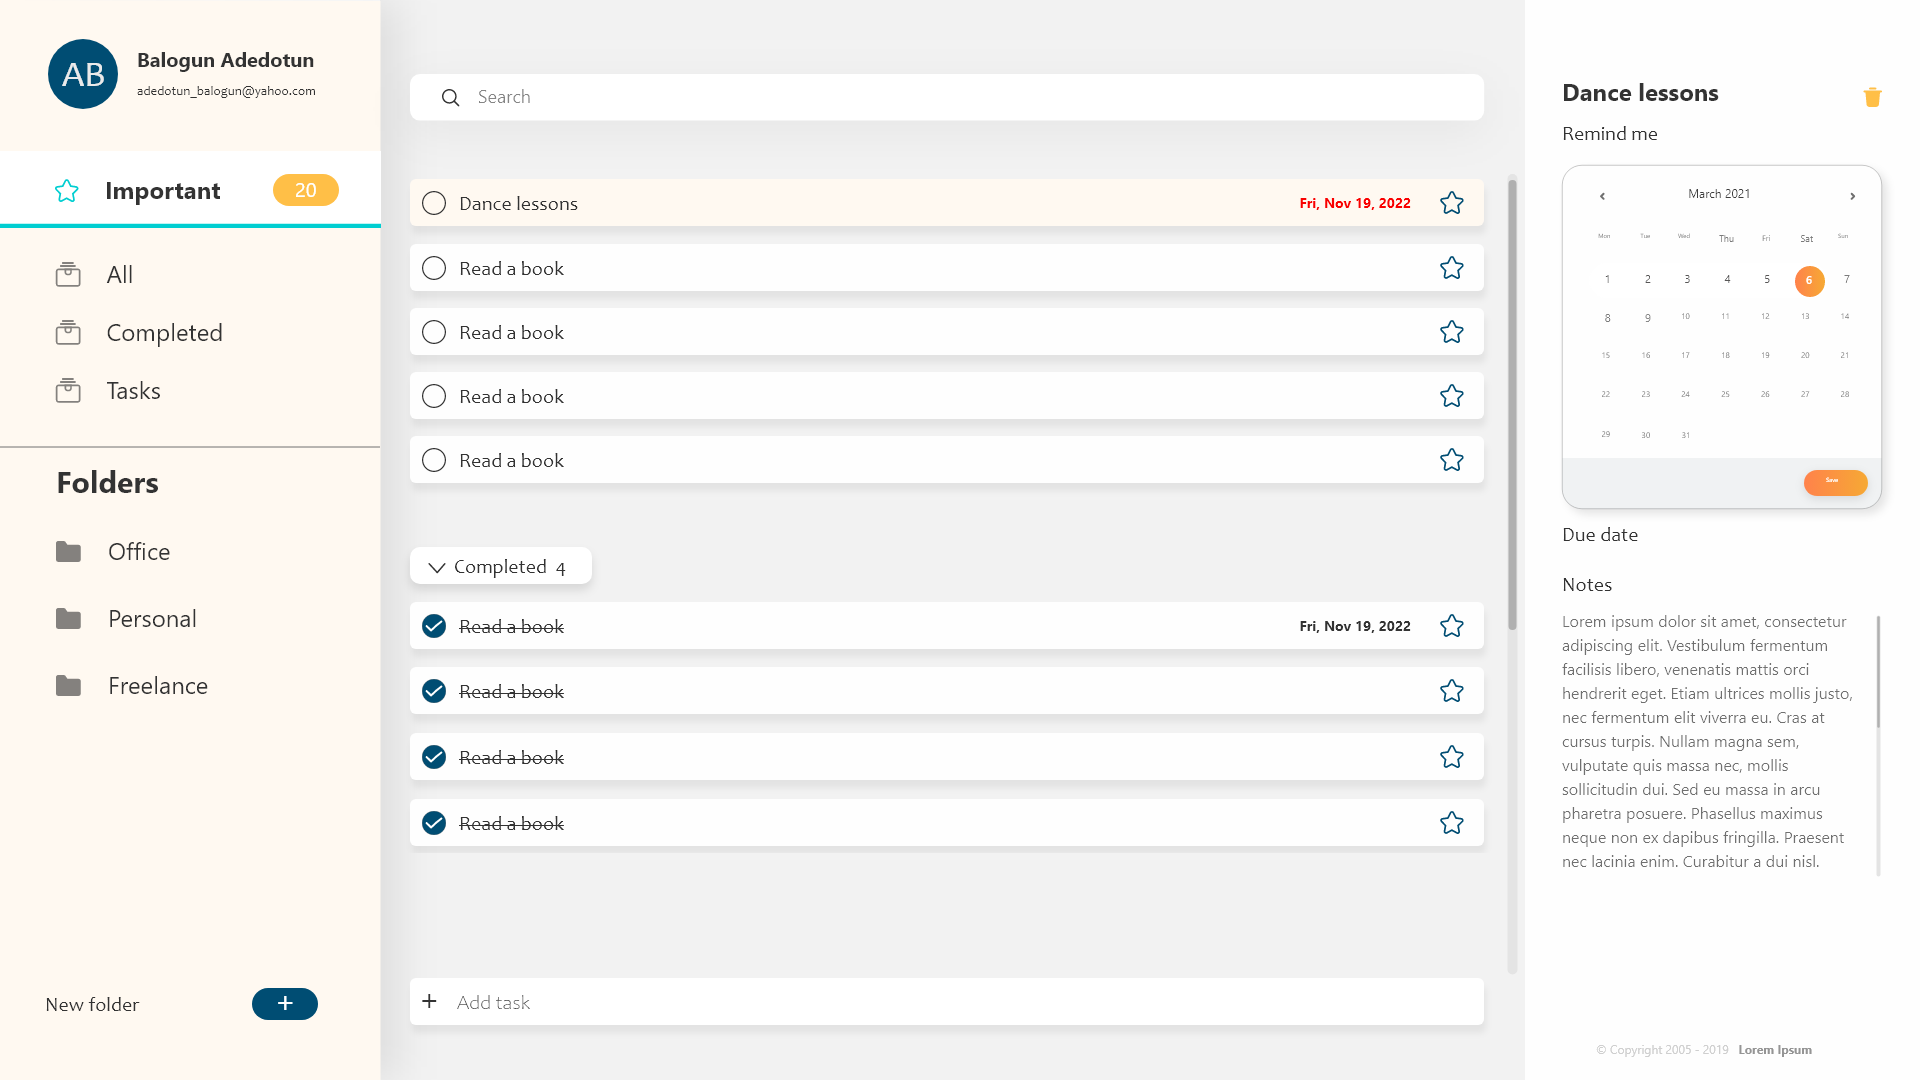 AB
Balogun Adedotun
adedotun_balogun@yahoo.com
Important 20
All
Completed
Tasks
Folders
Office
Personal
Freelance
New folder +
Search
Dance lessons Fri, Nov 19, 2022
Read a book
Read a book
Read a book
Read a book
Completed 4
Read a book Fri, Nov 19, 2022
Read a book
Read a book
Read a book
+ Add task
Dance lessons
Remind me
March 2021
Mon Tue Wed Thu Fri Sat Sun
1 2 3 4 5 6 7
8 9 10 11 12 13 14
15 16 17 18 19 20 21
22 23 24 25 26 27 28
29 30 31
Save
Due date
Notes
Lorem ipsum dolor sit amet, consectetur
adipiscing elit. Vestibulum fermentum
facilisis libero, venenatis mattis orci
hendrerit eget. Etiam ultrices mollis justo,
nec fermentum elit viverra eu. Cras at
cursus turpis. Nullam magna sem,
vulputate quis massa nec, mollis
sollicitudin dui. Sed eu massa in arcu
pharetra posuere. Phasellus maximus
neque non ex dapibus fringilla. Praesent
nec lacinia enim. Curabitur a dui nisl.
© Copyright 2005 - 2019 Lorem Ipsum